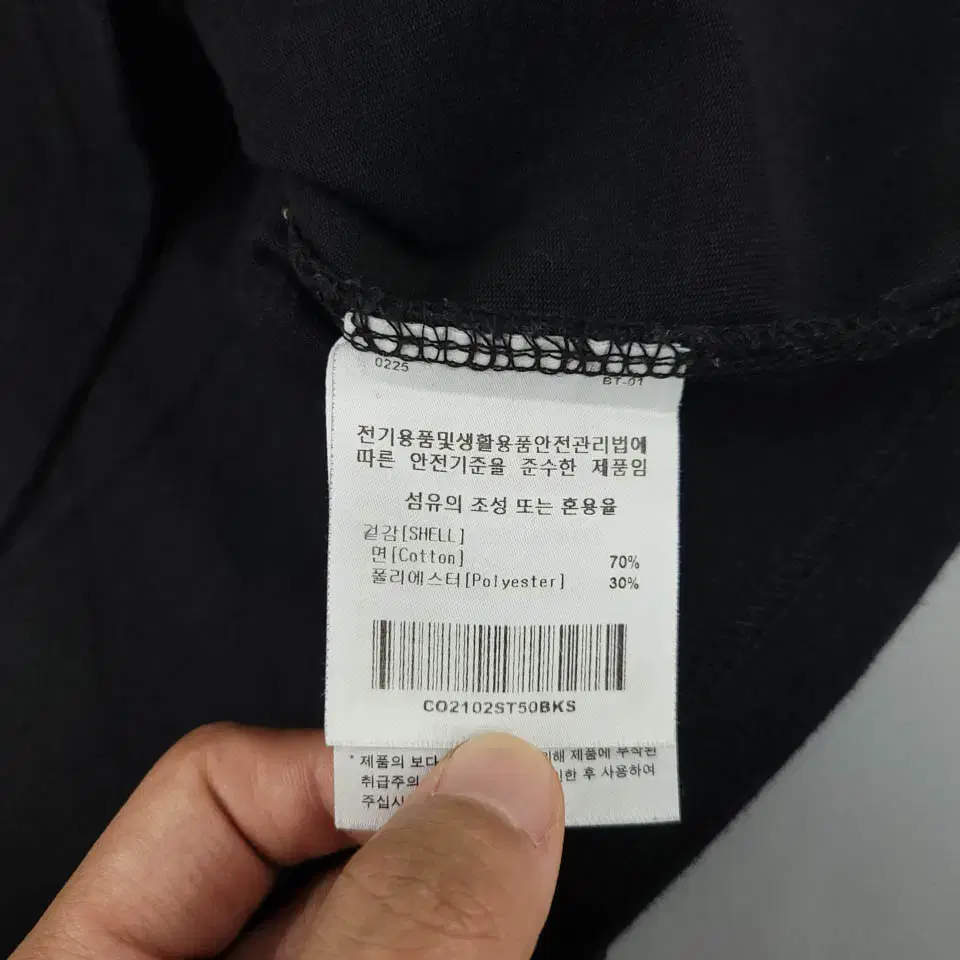 0225
BT-01
전기용품및생활용품안전관리법에
따른 안전기준을 준수한 제품임
섬유의 조성 또는 혼용율
겉감[SHELL]
면[Cotton] 70%
폴리에스터[Polyester] 30%
CO2102ST50BKS
* 제품의 보다 위해 제품에 부착된
취급주의 한 후 사용하여
주십시